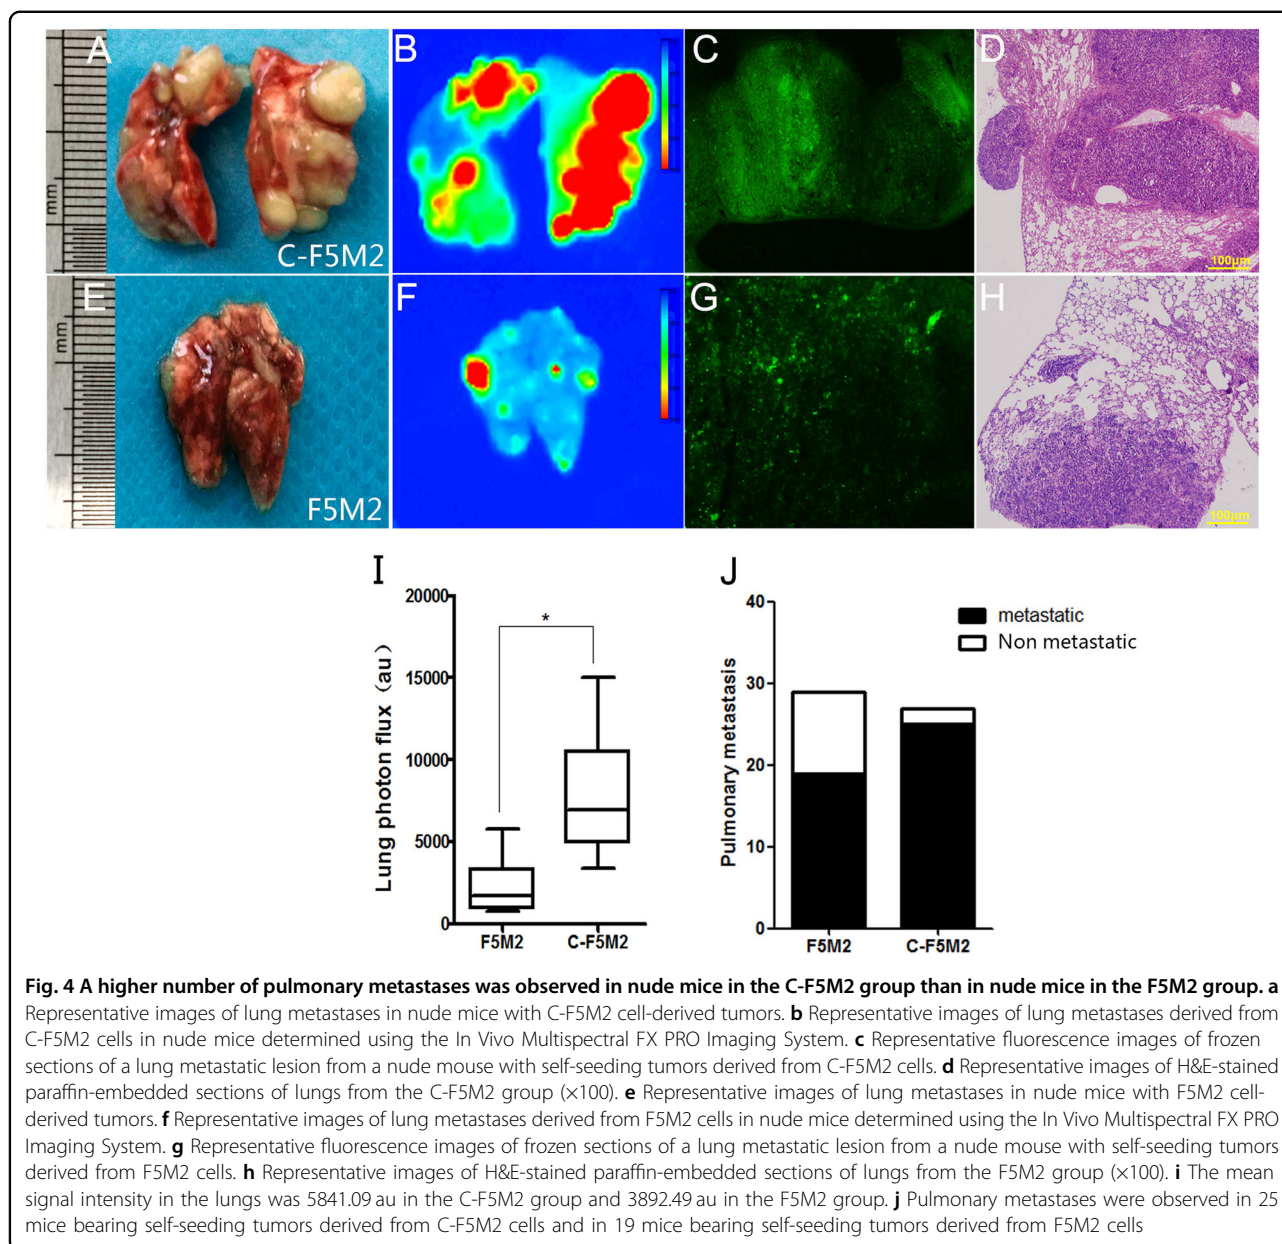 A
B
C
D
mm
C-F5M2
100μm
E
F
G
H
mm
F5M2
100μm
I
J
Lung photon flux (au)
20000
15000
10000
5000
0
*
F5M2
C-F5M2
Pulmonary metastasis
40
30
20
10
0
F5M2
C-F5M2
metastatic
Non metastatic
Fig. 4 A higher number of pulmonary metastases was observed in nude mice in the C-F5M2 group than in nude mice in the F5M2 group. a
Representative images of lung metastases in nude mice with C-F5M2 cell-derived tumors. b Representative images of lung metastases derived from
C-F5M2 cells in nude mice determined using the In Vivo Multispectral FX PRO Imaging System. c Representative fluorescence images of frozen
sections of a lung metastatic lesion from a nude mouse with self-seeding tumors derived from C-F5M2 cells. d Representative images of H&E-stained
paraffin-embedded sections of lungs from the C-F5M2 group (×100). e Representative images of lung metastases in nude mice with F5M2 cell-
derived tumors. f Representative images of lung metastases derived from F5M2 cells in nude mice determined using the In Vivo Multispectral FX PRO
Imaging System. g Representative fluorescence images of frozen sections of a lung metastatic lesion from a nude mouse with self-seeding tumors
derived from F5M2 cells. h Representative images of H&E-stained paraffin-embedded sections of lungs from the F5M2 group (×100). i The mean
signal intensity in the lungs was 5841.09 au in the C-F5M2 group and 3892.49 au in the F5M2 group. j Pulmonary metastases were observed in 25
mice bearing self-seeding tumors derived from C-F5M2 cells and in 19 mice bearing self-seeding tumors derived from F5M2 cells